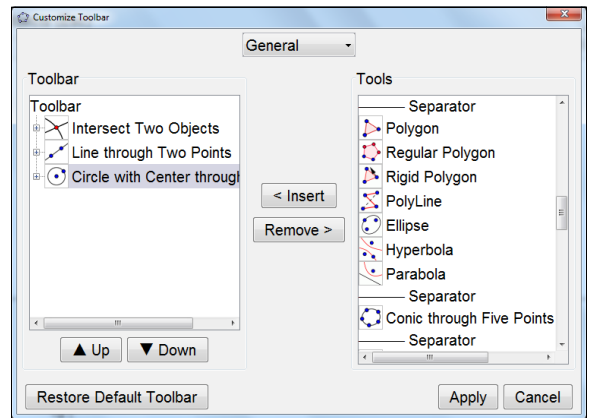 Customize Toolbar
General
Toolbar
Toolbar
Intersect Two Objects
Line through Two Points
Circle with Center through
< Insert
Remove >
▲ Up
▼ Down
Tools
Separator
Polygon
Regular Polygon
Rigid Polygon
PolyLine
Ellipse
Hyperbola
Parabola
Separator
Conic through Five Points
Separator
Restore Default Toolbar
Apply
Cancel